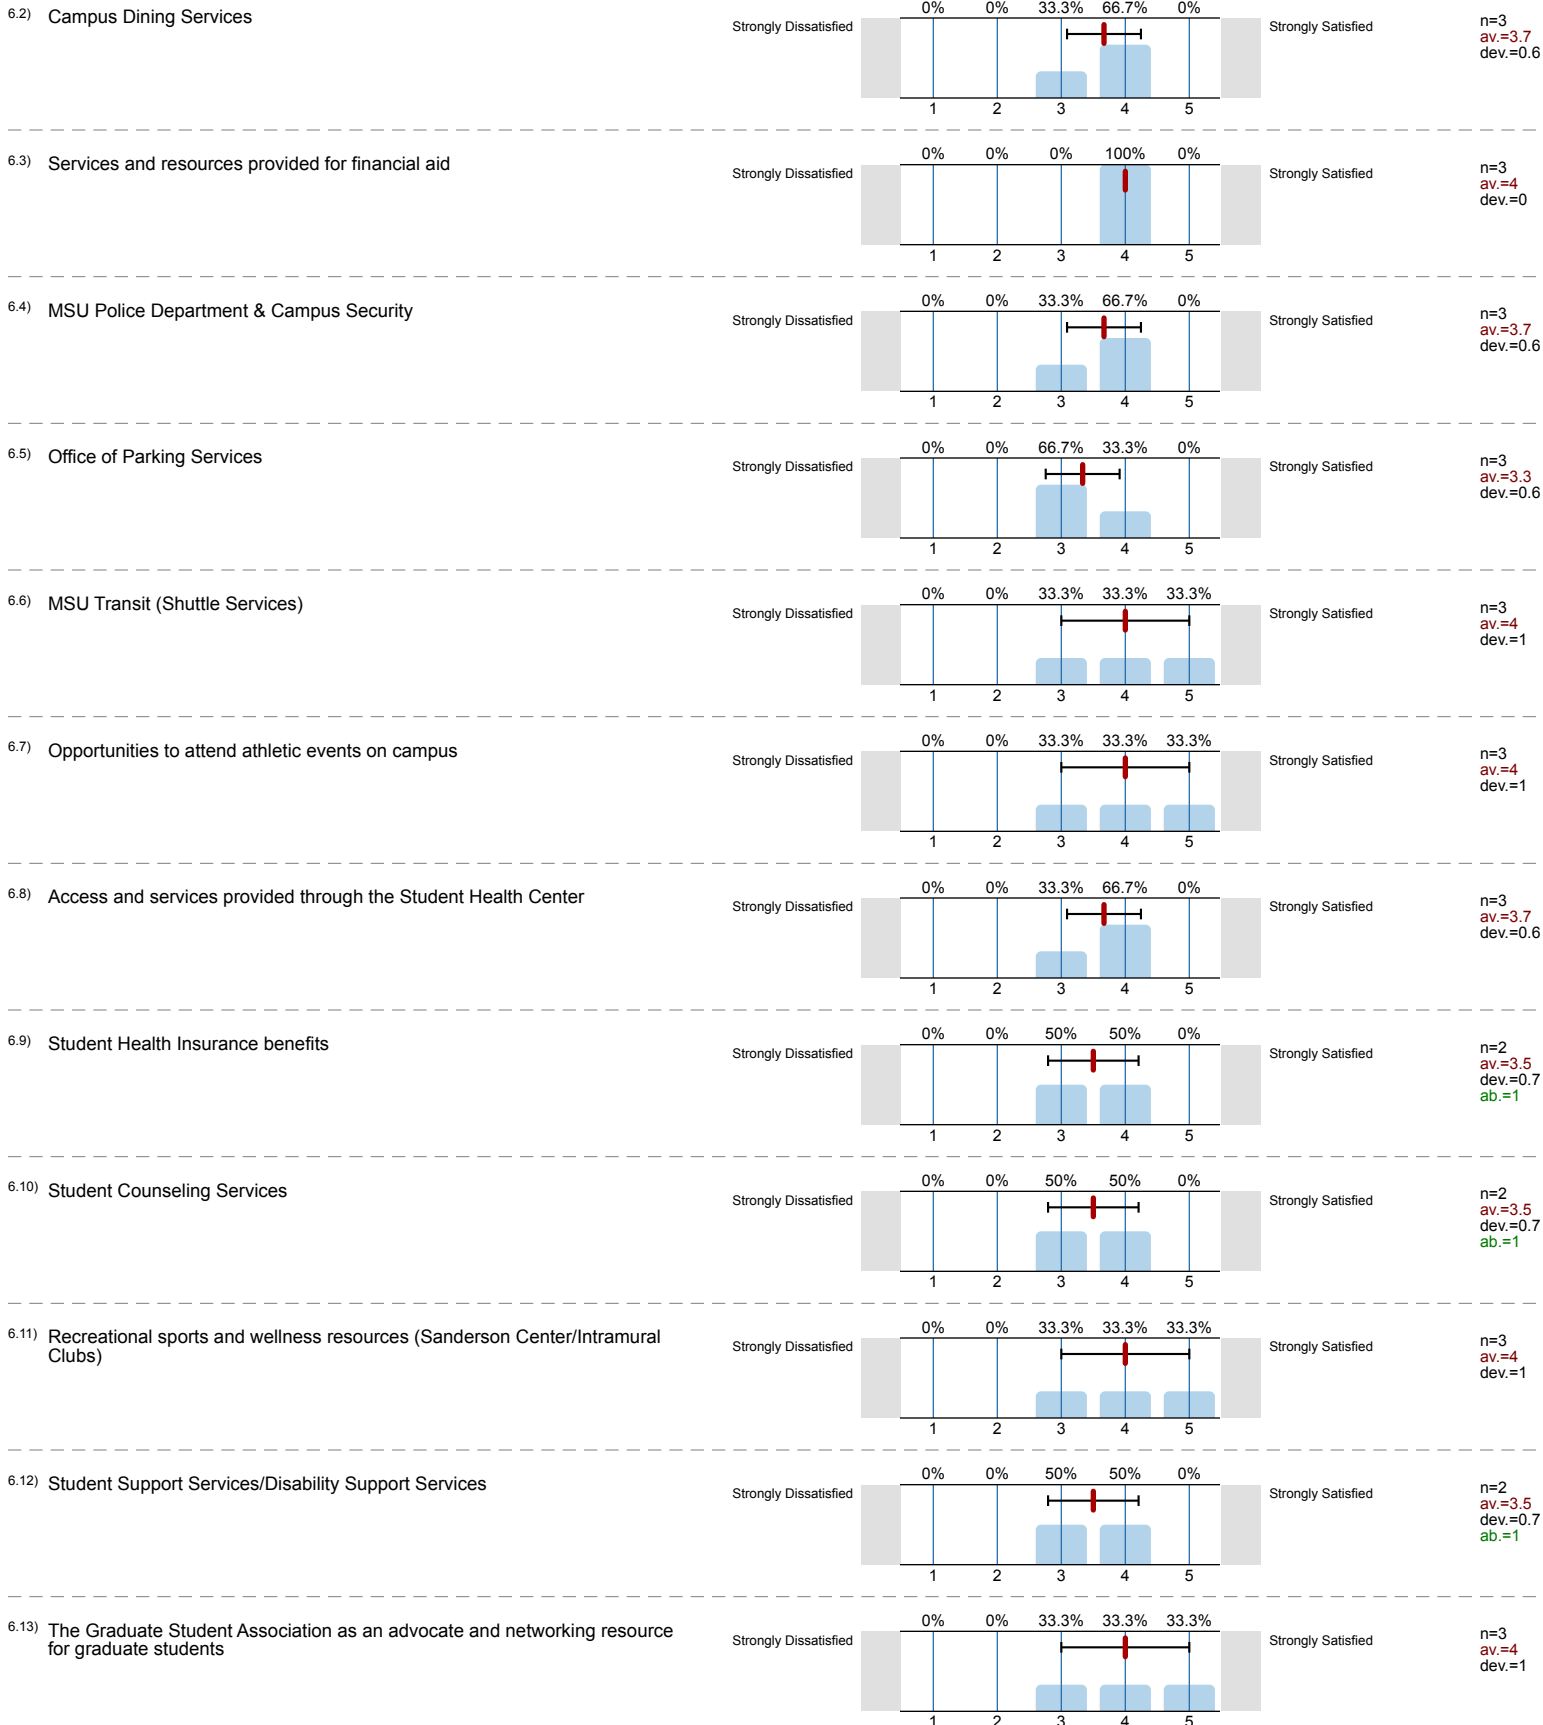 6.2) Campus Dining Services
Strongly Dissatisfied
0% 0% 33.3% 66.7% 0%
1 2 3 4 5
Strongly Satisfied
n=3
av.=3.7
dev.=0.6
6.3) Services and resources provided for financial aid
Strongly Dissatisfied
0% 0% 0% 100% 0%
1 2 3 4 5
Strongly Satisfied
n=3
av.=4
dev.=0
6.4) MSU Police Department & Campus Security
Strongly Dissatisfied
0% 0% 33.3% 66.7% 0%
1 2 3 4 5
Strongly Satisfied
n=3
av.=3.7
dev.=0.6
6.5) Office of Parking Services
Strongly Dissatisfied
0% 0% 66.7% 33.3% 0%
1 2 3 4 5
Strongly Satisfied
n=3
av.=3.3
dev.=0.6
6.6) MSU Transit (Shuttle Services)
Strongly Dissatisfied
0% 0% 33.3% 33.3% 33.3%
1 2 3 4 5
Strongly Satisfied
n=3
av.=4
dev.=1
6.7) Opportunities to attend athletic events on campus
Strongly Dissatisfied
0% 0% 33.3% 33.3% 33.3%
1 2 3 4 5
Strongly Satisfied
n=3
av.=4
dev.=1
6.8) Access and services provided through the Student Health Center
Strongly Dissatisfied
0% 0% 33.3% 66.7% 0%
1 2 3 4 5
Strongly Satisfied
n=3
av.=3.7
dev.=0.6
6.9) Student Health Insurance benefits
Strongly Dissatisfied
0% 0% 50% 50% 0%
1 2 3 4 5
Strongly Satisfied
n=2
av.=3.5
dev.=0.7
ab.=1
6.10) Student Counseling Services
Strongly Dissatisfied
0% 0% 50% 50% 0%
1 2 3 4 5
Strongly Satisfied
n=2
av.=3.5
dev.=0.7
ab.=1
6.11) Recreational sports and wellness resources (Sanderson Center/Intramural
Clubs)
Strongly Dissatisfied
0% 0% 33.3% 33.3% 33.3%
1 2 3 4 5
Strongly Satisfied
n=3
av.=4
dev.=1
6.12) Student Support Services/Disability Support Services
Strongly Dissatisfied
0% 0% 50% 50% 0%
1 2 3 4 5
Strongly Satisfied
n=2
av.=3.5
dev.=0.7
ab.=1
6.13) The Graduate Student Association as an advocate and networking resource
for graduate students
Strongly Dissatisfied
0% 0% 33.3% 33.3% 33.3%
1 2 3 4 5
Strongly Satisfied
n=3
av.=4
dev.=1